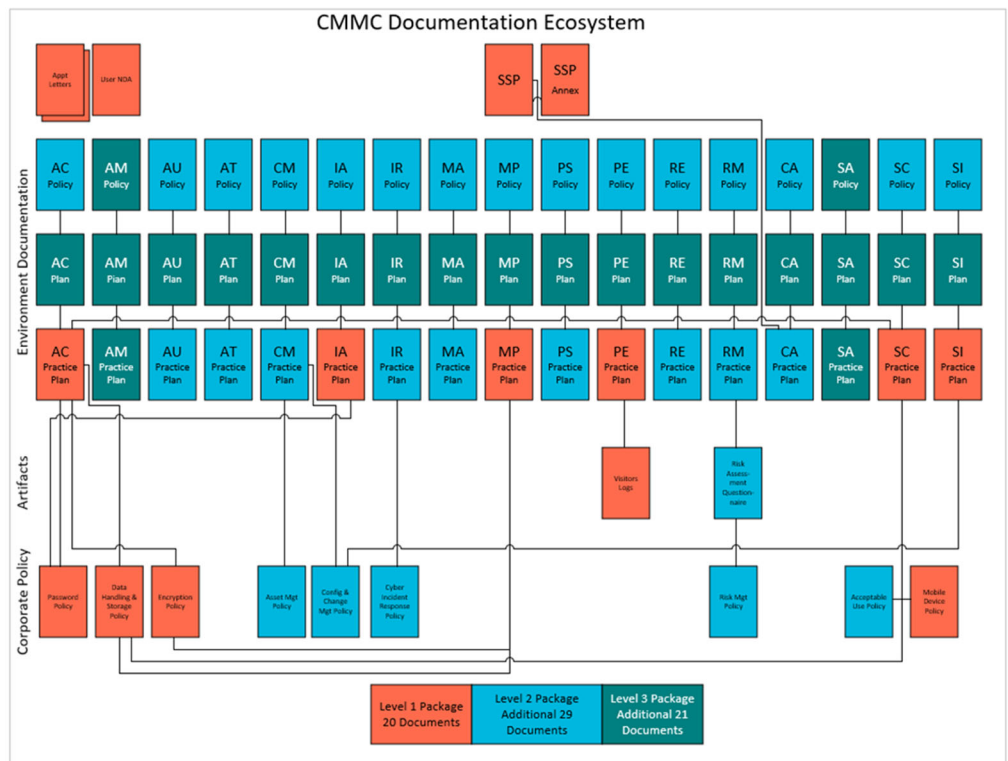 CMMC Documentation Ecosystem
Appt
Letters
User NDA
SSP
SSP
Annex
Environment Documentation
AC
Policy
AM
Policy
AU
Policy
AT
Policy
CM
Policy
IA
Policy
IR
Policy
MA
Policy
MP
Policy
PS
Policy
PE
Policy
RE
Policy
RM
Policy
CA
Policy
SA
Policy
SC
Policy
SI
Policy
AC
Plan
AM
Plan
AU
Plan
AT
Plan
CM
Plan
IA
Plan
IR
Plan
MA
Plan
MP
Plan
PS
Plan
PE
Plan
RE
Plan
RM
Plan
CA
Plan
SA
Plan
SC
Plan
SI
Plan
AC
Practice
Plan
AM
Practice
Plan
AU
Practice
Plan
AT
Practice
Plan
CM
Practice
Plan
IA
Practice
Plan
IR
Practice
Plan
MA
Practice
Plan
MP
Practice
Plan
PS
Practice
Plan
PE
Practice
Plan
RE
Practice
Plan
RM
Practice
Plan
CA
Practice
Plan
SA
Practice
Plan
SC
Practice
Plan
SI
Practice
Plan
Artifacts
Visitors
Logs
Risk
Assess-
ment
Question-
naire
Corporate Policy
Password
Policy
Data
Handling &
Storage
Policy
Encryption
Policy
Asset Mgt
Policy
Config &
Change
Mgt Policy
Cyber
Incident
Response
Policy
Risk Mgt
Policy
Acceptable
Use Policy
Mobile
Device
Policy
Level 1 Package
20 Documents
Level 2 Package
Additional 29
Documents
Level 3 Package
Additional 21
Documents